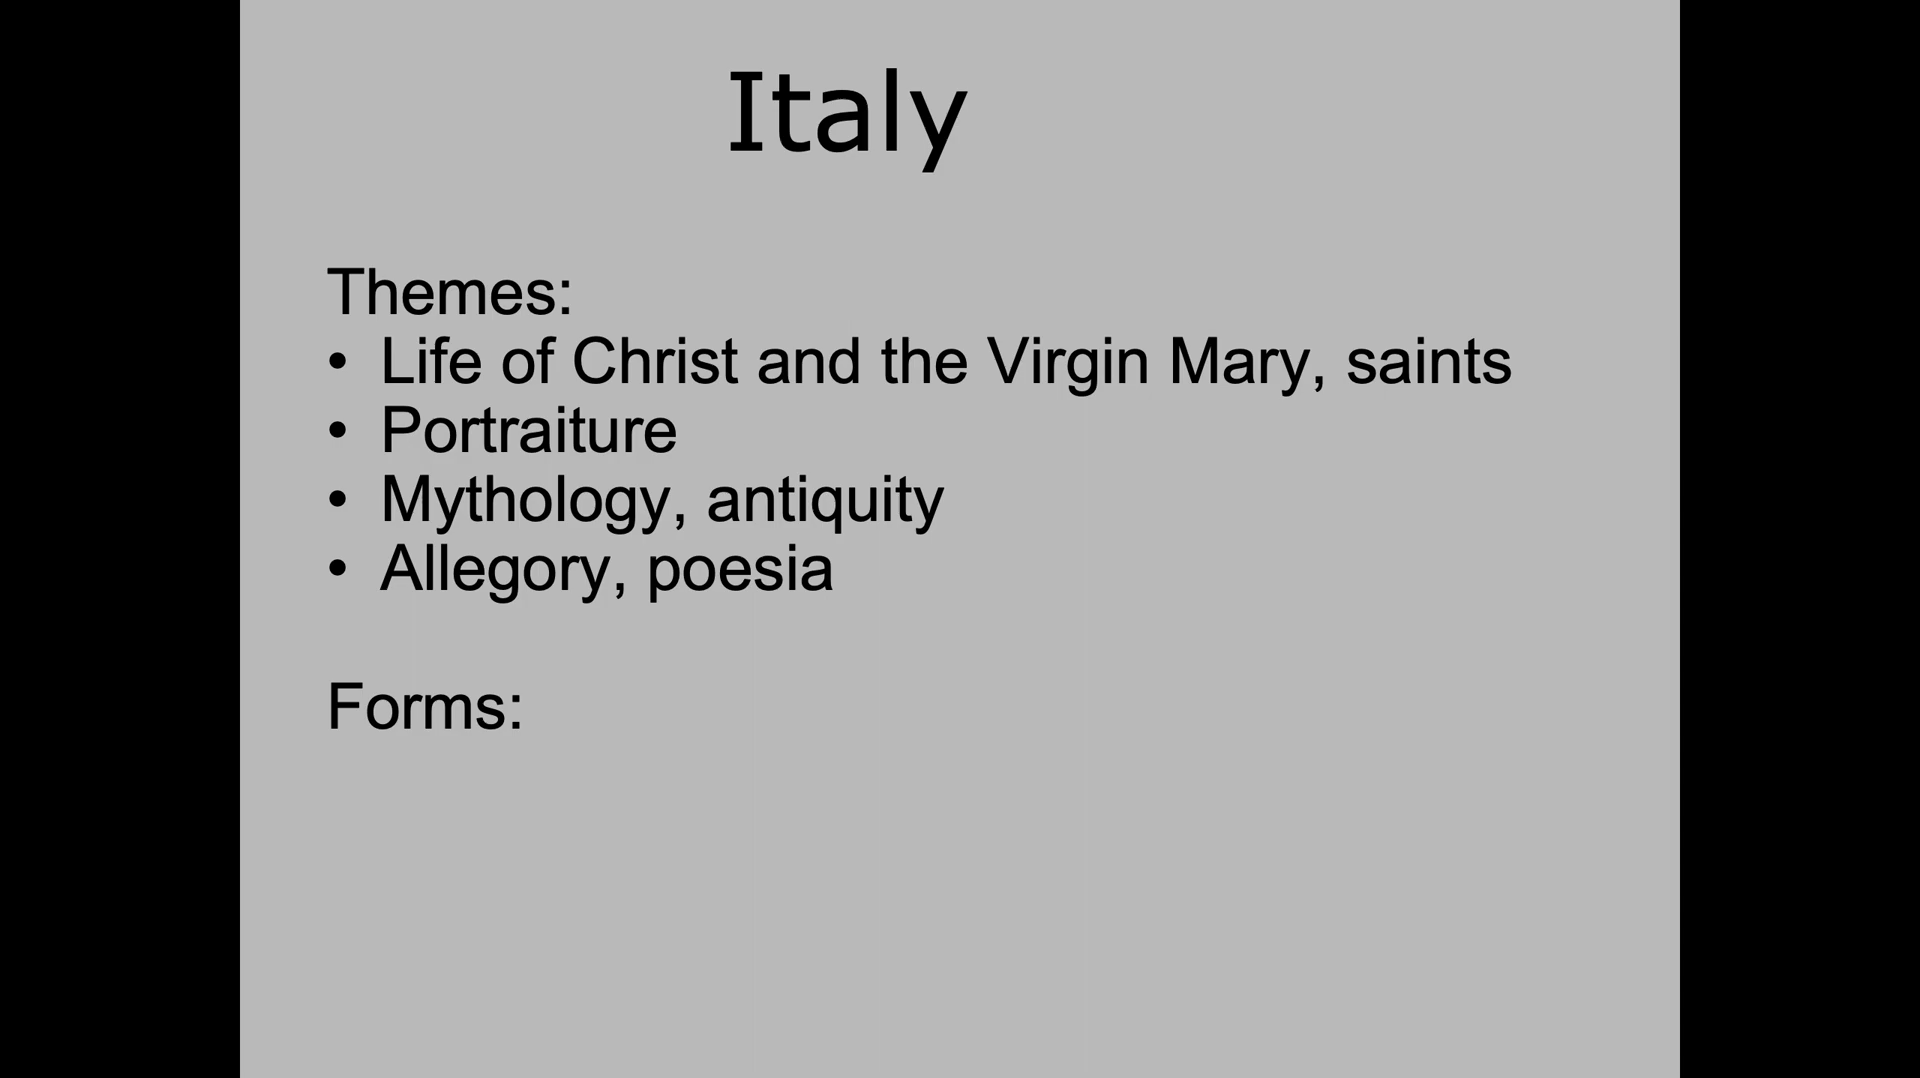 Italy
Themes:
• Life of Christ and the Virgin Mary, saints
• Portraiture
• Mythology, antiquity
• Allegory, poesia
Forms: